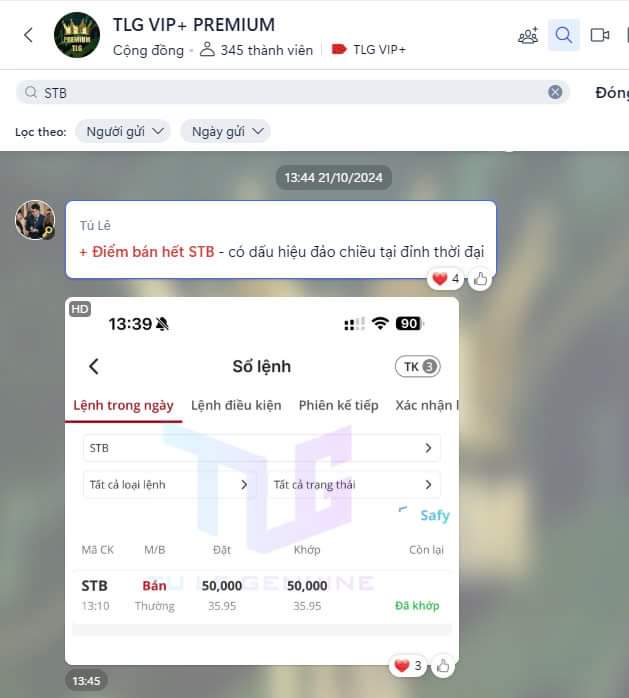 TLG VIP+ PREMIUM
Cộng đồng 345 thành viên TLG VIP+
PREMIUM
TLG
STB
Đóng
Lọc theo: Người gửi Ngày gửi
13:44 21/10/2024
Tú Lê
+ Điểm bán hết STB - có dấu hiệu đảo chiều tại đỉnh thời đại
4
HD
13:39 90
Sổ lệnh TK 3
Lệnh trong ngày Lệnh điều kiện Phiên kế tiếp Xác nhận l
STB
Tất cả loại lệnh Tất cả trạng thái
TLG
Safy
Mã CK M/B Đặt Khớp Còn lại
STB Bán 50,000 50,000
13:10 Thường 35.95 35.95 Đã khớp
3
13:45